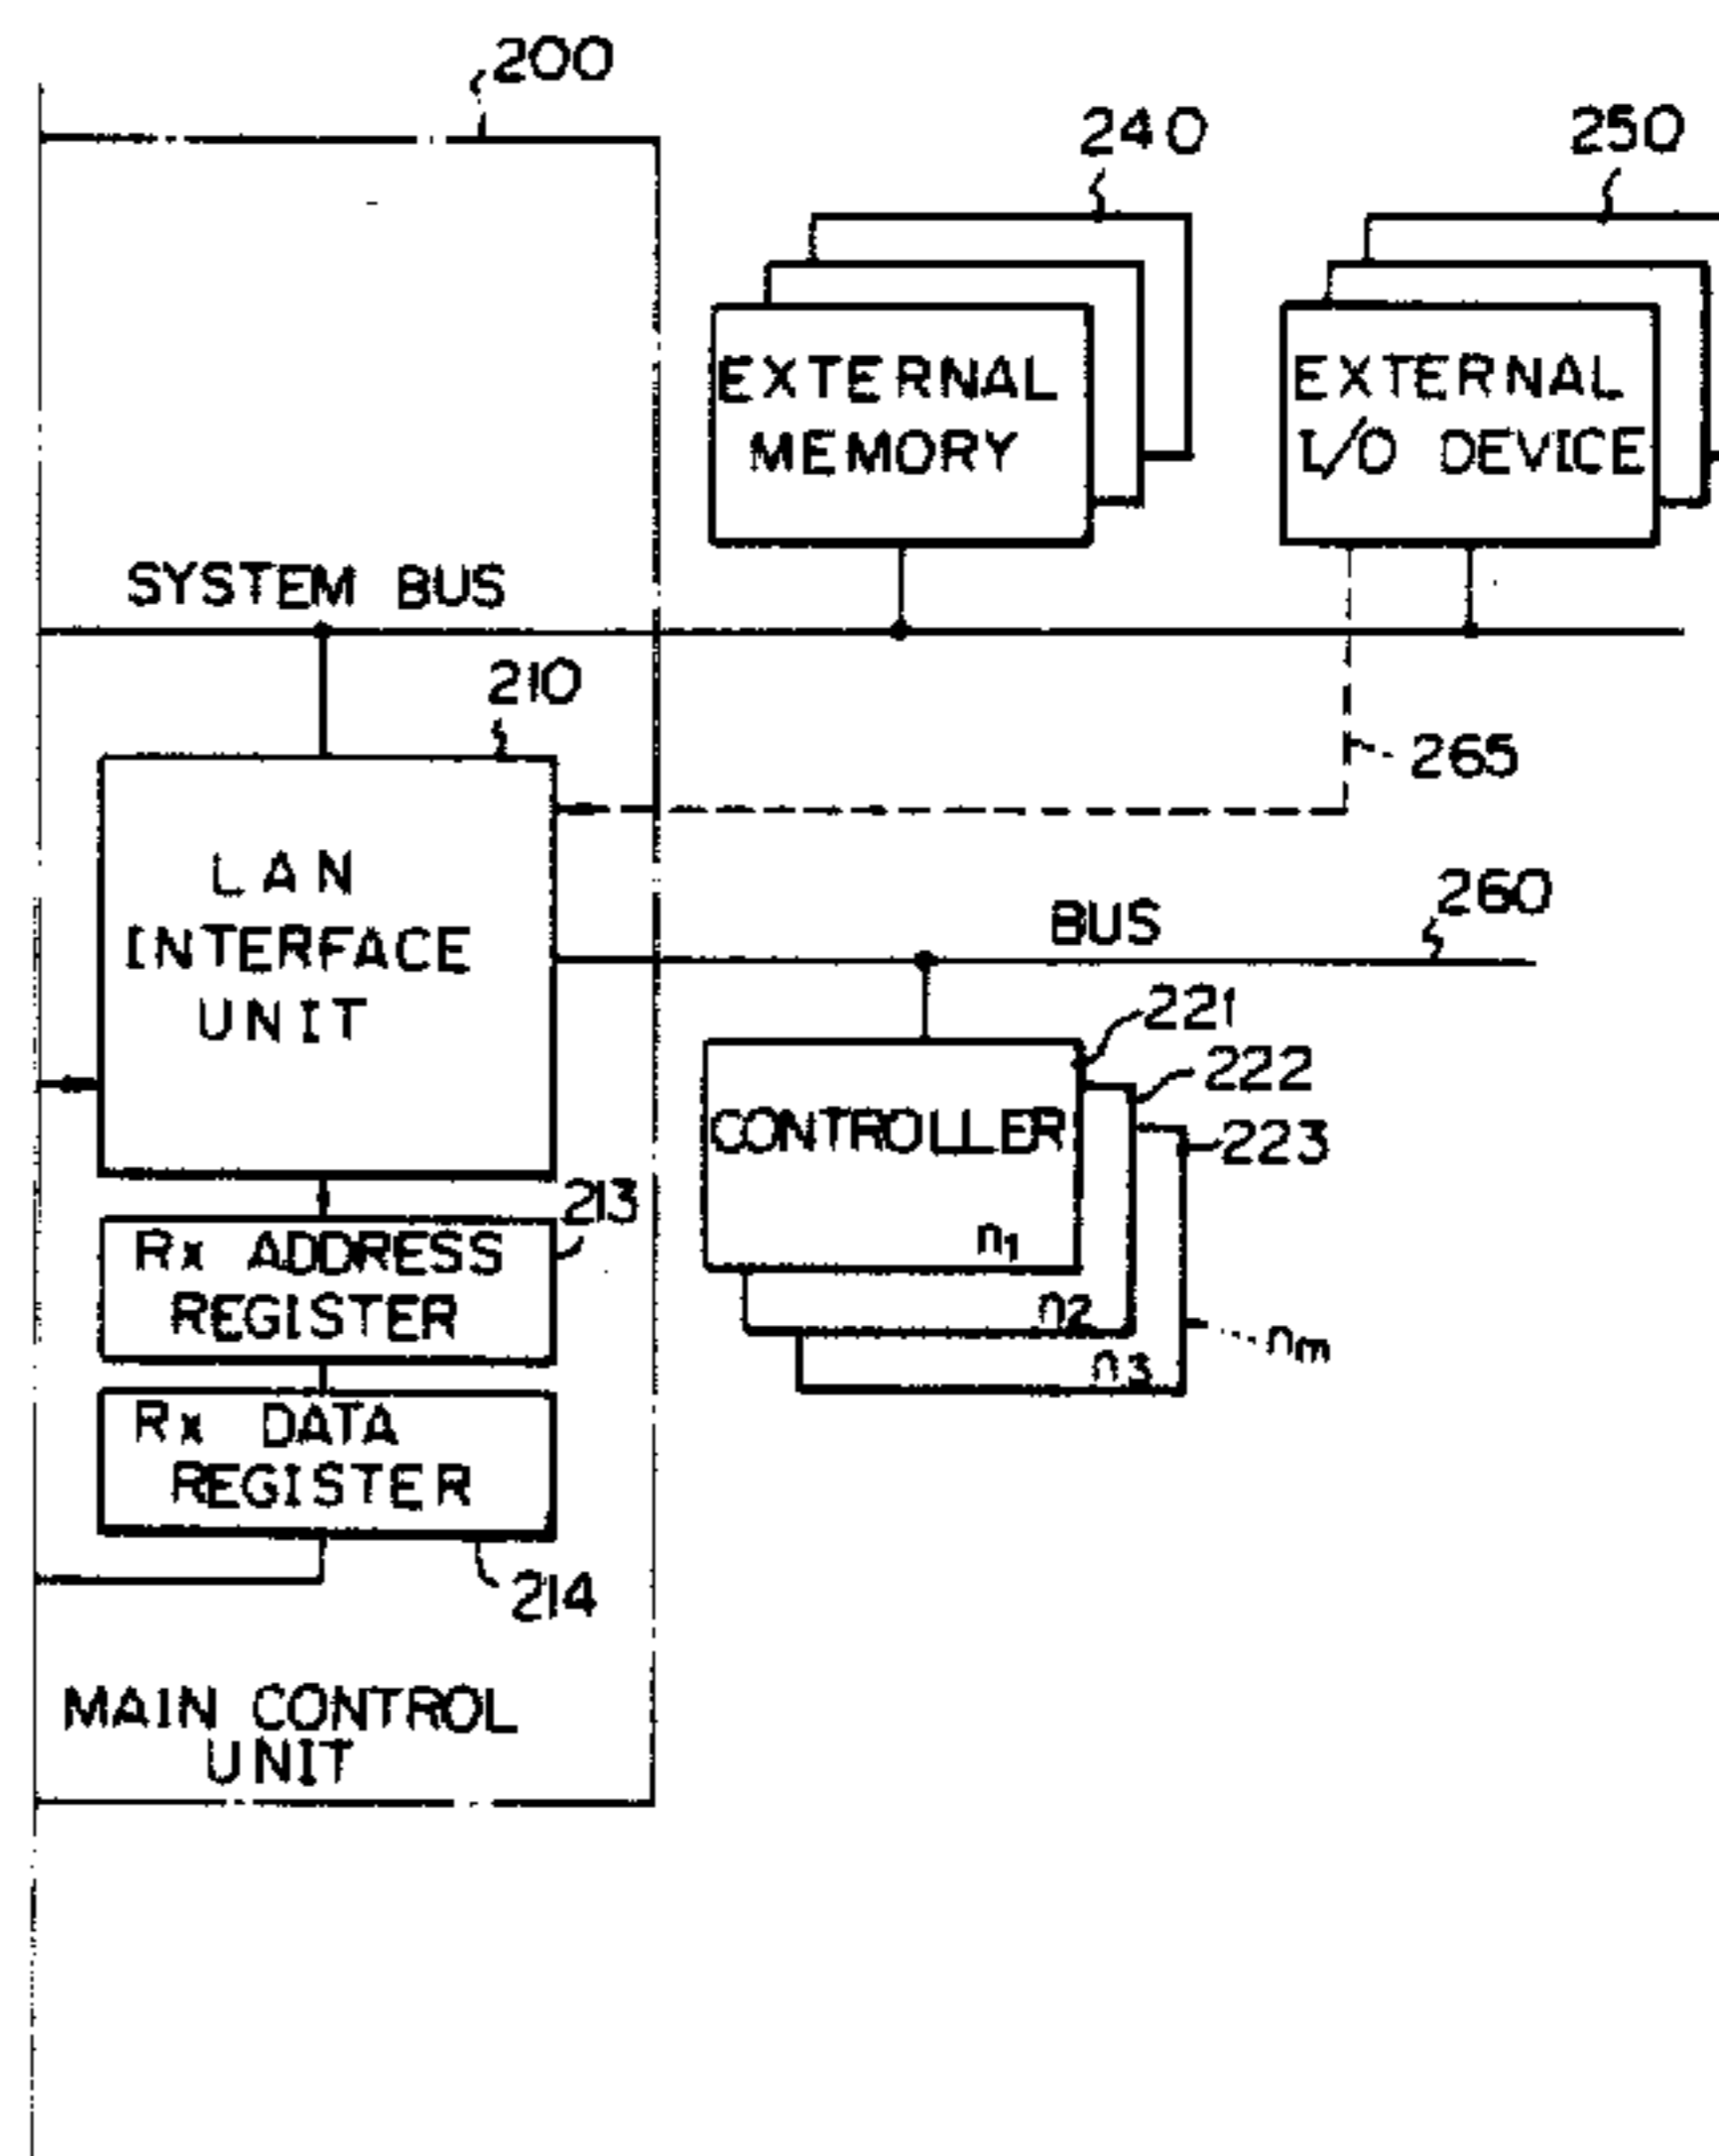 200
240
250
EXTERNAL
MEMORY
EXTERNAL
I/O DEVICE
SYSTEM BUS
210
265
LAN
INTERFACE
UNIT
BUS
260
221
222
223
CONTROLLER
n1
n2
n3
nm
213
Rx ADDRESS
REGISTER
Rx DATA
REGISTER
214
MAIN CONTROL
UNIT